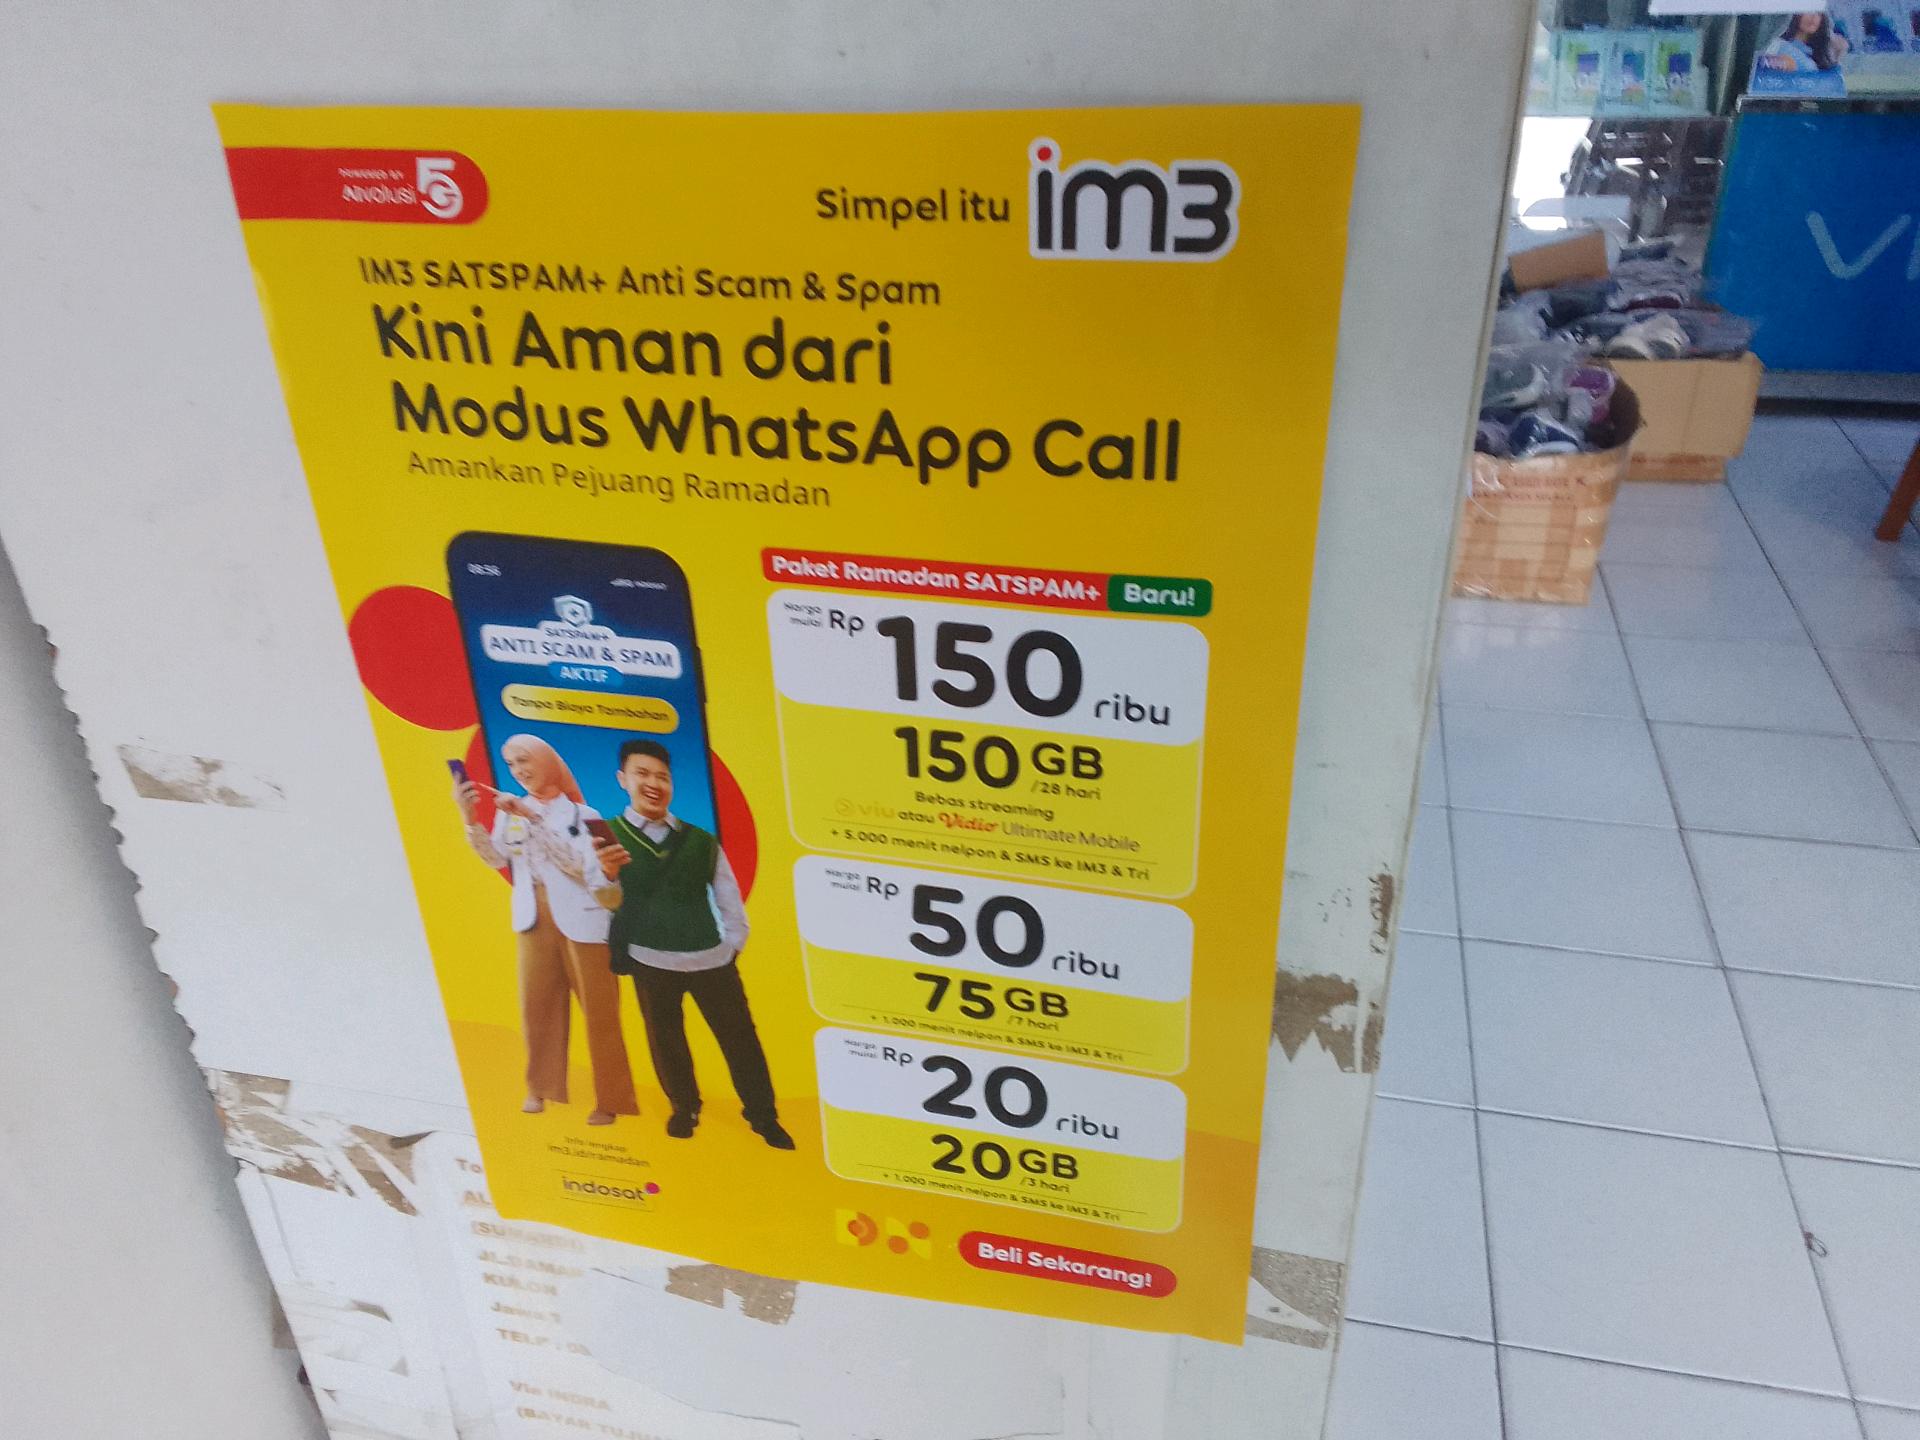 POWERED BY
AIvolusi 5G
Simpel itu im3
IM3 SATSPAM+ Anti Scam & Spam
Kini Aman dari
Modus WhatsApp Call
Amankan Pejuang Ramadan
08.56
SATSPAM+
ANTI SCAM & SPAM
AKTIF
Tanpa Biaya Tambahan
Paket Ramadan SATSPAM+ Baru!
Harga mulai Rp 150 ribu
150 GB
/28 hari
Bebas streaming
viu atau Vidio Ultimate Mobile
+ 5.000 menit nelpon & SMS ke IM3 & Tri
Harga mulai Rp 50 ribu
75 GB
/7 hari
+ 1.000 menit nelpon & SMS ke IM3 & Tri
Harga mulai Rp 20 ribu
20 GB
/3 hari
+ 1.000 menit nelpon & SMS ke IM3 & Tri
Info lengkap
im3.id/ramadan
indosat
Beli Sekarang!
KULON
Via INDRA